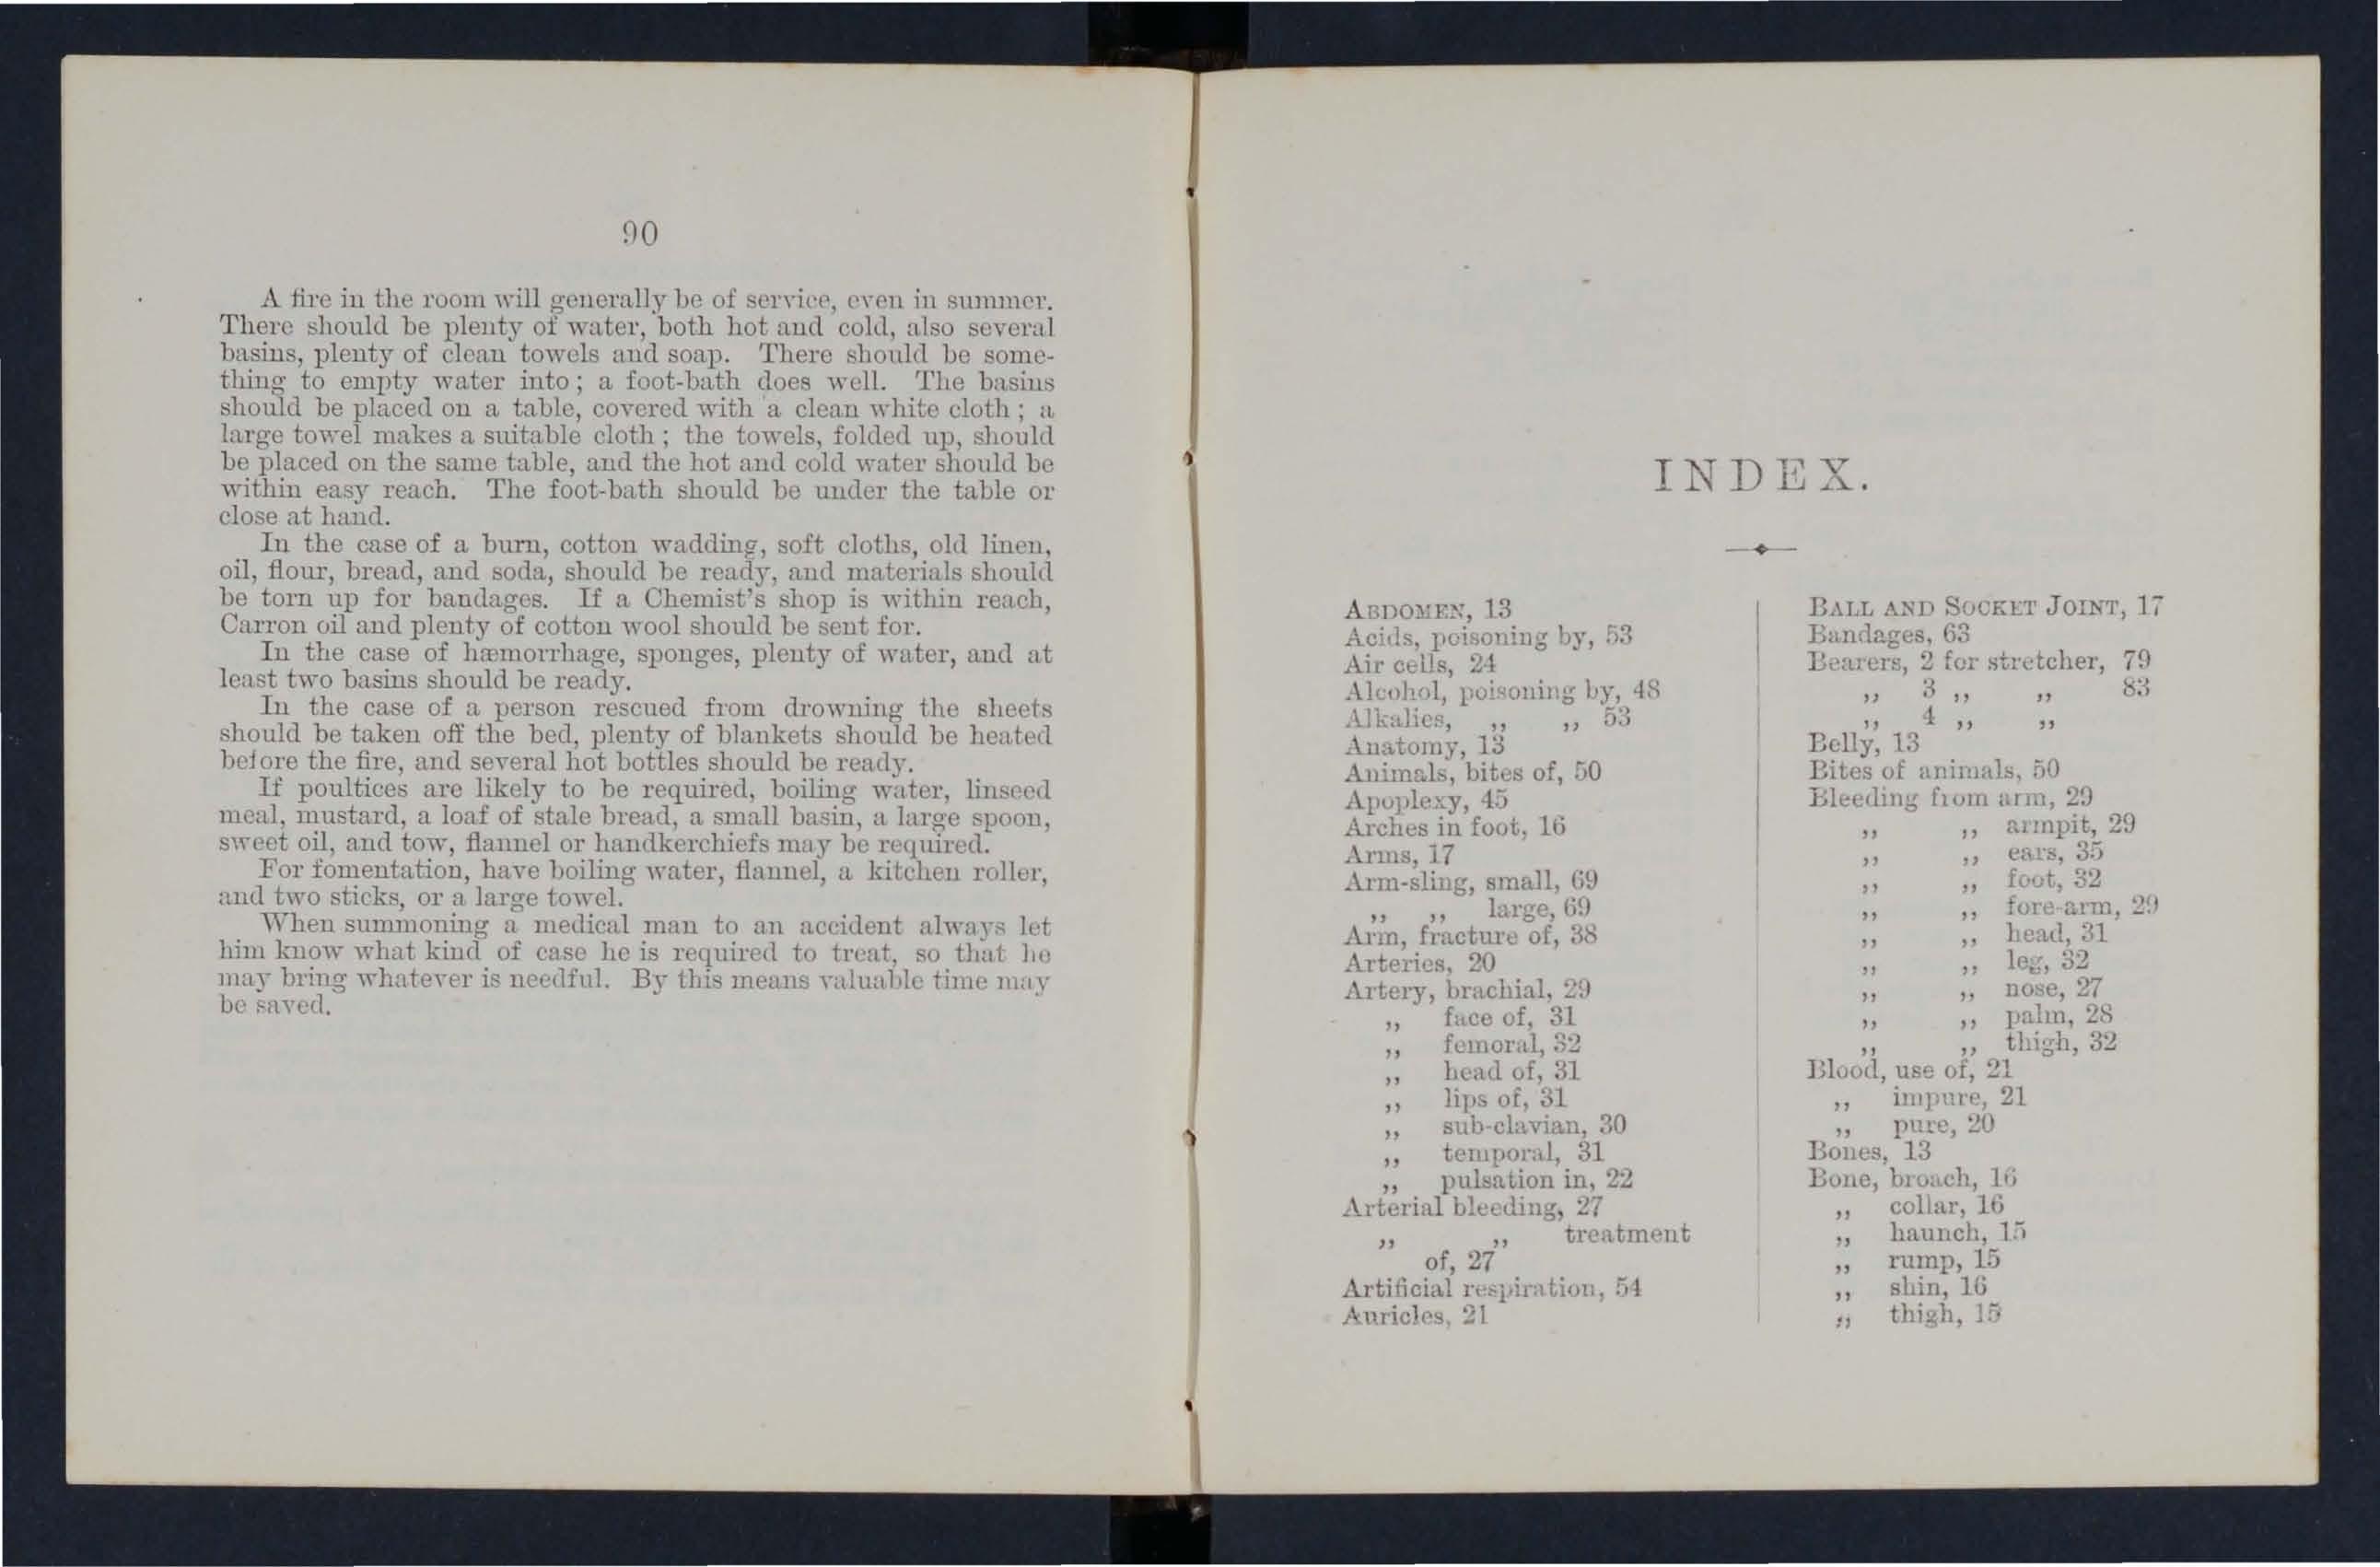 90
A fire in the room will generally be of service, even in summer.
There should be plenty of water, both hot and cold, also several
basins, plenty of clean towels and soap. There should be some-
thing to empty water into; a foot-bath does well. The basins
should be placed on a table, covered with a clean white cloth; a
large towel makes a suitable cloth; the towels, folded up, should
be placed on the same table, and the hot and cold water should be
within easy reach. The foot-bath should be under the table or
close at hand.
In the case of a burn, cotton wadding, soft cloths, old linen,
oil, flour, bread, and soda, should be ready, and materials should
be torn up for bandages. If a Chemist's shop is within reach,
Carron oil and plenty of cotton wool should be sent for.
In the case of hæmorrhage, sponges, plenty of water, and at
least two basins should be ready.
In the case of a person rescued from drowning the sheets
should be taken off the bed, plenty of blankets should be heated
before the fire, and several hot bottles should be ready.
If poultices are likely to be required, boiling water, linseed
meal, mustard, a loaf of stale bread, a small basin, a large spoon,
sweet oil, and tow, flannel or handkerchiefs may be required.
For fomentation, have boiling water, flannel, a kitchen roller,
and two sticks, or a large towel.
When summoning a medical man to an accident always let
him know what kind of case he is required to treat, so that he
may bring whatever is needful. By this means valuable time may
be saved.
INDEX.
ABDOMEN, 13
Acids, poisoning by, 53
Air cells, 24
Alcohol, poisoning by, 48
Alkalies, ,, ,, 53
Anatomy, 13
Animals, bites of, 50
Apoplexy, 45
Arches in foot, 16
Arms, 17
Arm-sling, small, 69
,, ,, large, 69
Arm, fracture of, 38
Arteries, 20
Artery, brachial, 29
,, face of, 31
,, femoral, 32
,, head of, 31
,, lips of, 31
,, sub-clavian, 30
,, temporal, 31
,, pulsation in, 22
Arterial bleeding, 27
,, ,, treatment
of, 27
Artificial respiration, 54
Auricles, 21
BALL AND SOCKET JOINT, 17
Bandages, 63
Bearers, 2 for stretcher, 79
,, 3 ,, ,, 83
,, 4 ,, ,,
Belly, 13
Bites of animals, 50
Bleeding from arm, 29
,, ,, armpit, 29
,, ,, ears, 35
,, ,, foot, 32
,, ,, fore-arm, 29
,, ,, head, 31
,, ,, leg, 32
,, ,, nose, 27
,, ,, palm, 28
,, ,, thigh, 32
Blood, use of, 21
,, impure, 21
,, pure, 20
Bones, 13
Bone, broach, 16
,, collar, 16
,, haunch, 15
,, rump, 15
,, shin, 16
,, thigh, 15